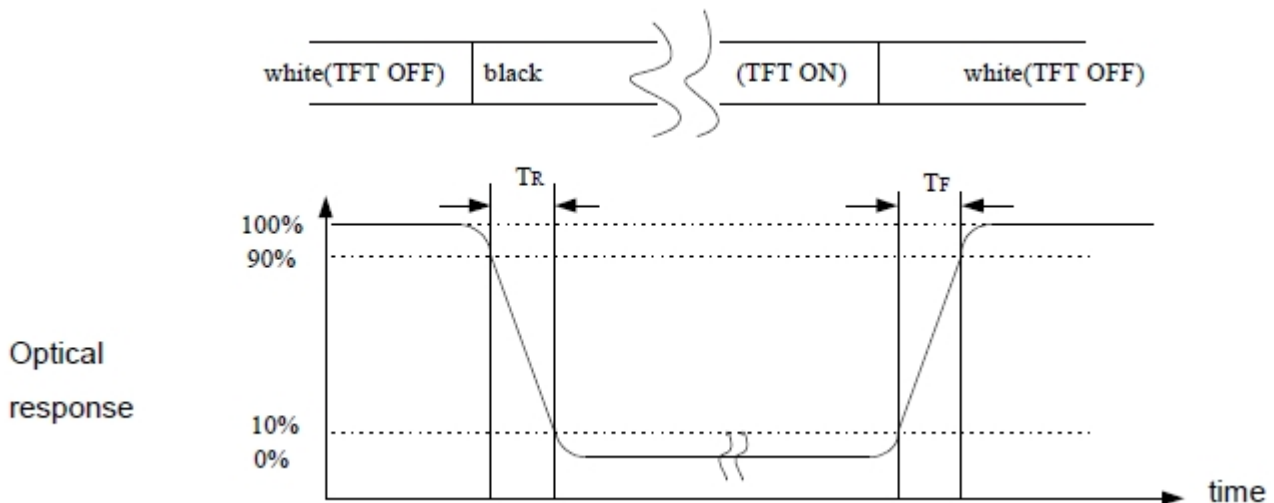 white(TFT OFF) black (TFT ON) white(TFT OFF)
TR TF
100%
90%
Optical
response
10%
0%
time